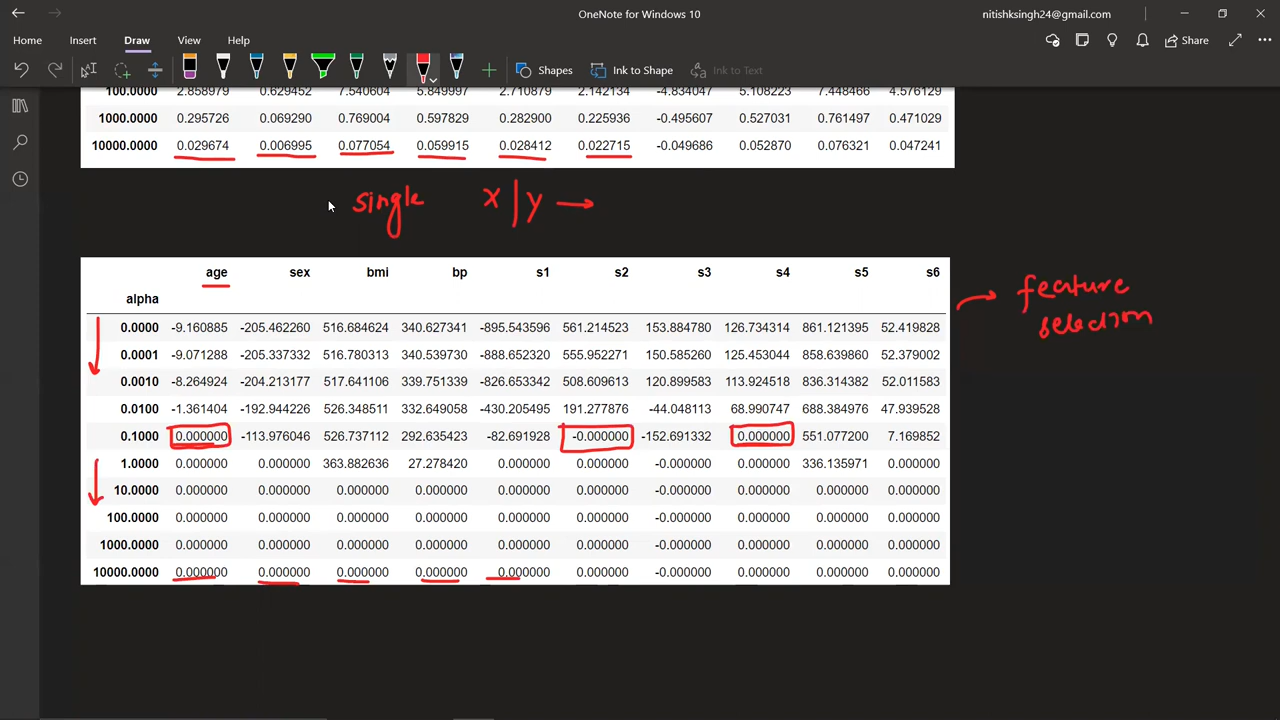 OneNote for Windows 10
nitishksingh24@gmail.com
Home Insert Draw View Help
Share
Shapes Ink to Shape Ink to Text
100.0000 2.858979 0.629452 7.540604 5.849997 2.710879 2.142134 -4.834047 5.108223 7.448466 4.576129
1000.0000 0.295726 0.069290 0.769004 0.597829 0.282900 0.225936 -0.495607 0.527031 0.761497 0.471029
10000.0000 0.029674 0.006995 0.077054 0.059915 0.028412 0.022715 -0.049686 0.052870 0.076321 0.047241
single x | y →
age sex bmi bp s1 s2 s3 s4 s5 s6
alpha
0.0000 -9.160885 -205.462260 516.684624 340.627341 -895.543596 561.214523 153.884780 126.734314 861.121395 52.419828
0.0001 -9.071288 -205.337332 516.780313 340.539730 -888.652320 555.952271 150.585260 125.453044 858.639860 52.379002
0.0010 -8.264924 -204.213177 517.641106 339.751339 -826.653342 508.609613 120.899583 113.924518 836.314382 52.011583
0.0100 -1.361404 -192.944226 526.348511 332.649058 -430.205495 191.277876 -44.048113 68.990747 688.384976 47.939528
0.1000 0.000000 -113.976046 526.737112 292.635423 -82.691928 -0.000000 -152.691332 0.000000 551.077200 7.169852
1.0000 0.000000 0.000000 363.882636 27.278420 0.000000 0.000000 -0.000000 0.000000 336.135971 0.000000
10.0000 0.000000 0.000000 0.000000 0.000000 0.000000 0.000000 -0.000000 0.000000 0.000000 0.000000
100.0000 0.000000 0.000000 0.000000 0.000000 0.000000 0.000000 -0.000000 0.000000 0.000000 0.000000
1000.0000 0.000000 0.000000 0.000000 0.000000 0.000000 0.000000 -0.000000 0.000000 0.000000 0.000000
10000.0000 0.000000 0.000000 0.000000 0.000000 0.000000 0.000000 -0.000000 0.000000 0.000000 0.000000
feature
selection